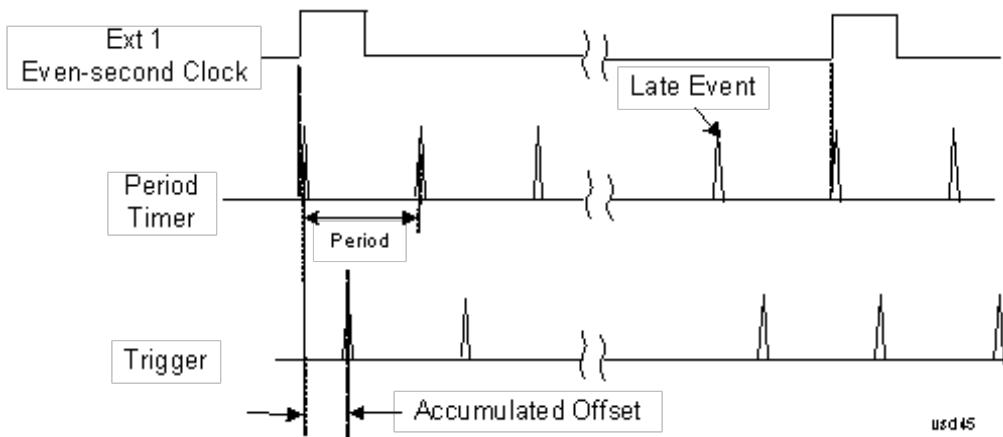 Ext 1
Even-second Clock
Late Event
Period
Timer
Period
Trigger
Accumulated Offset
usd45